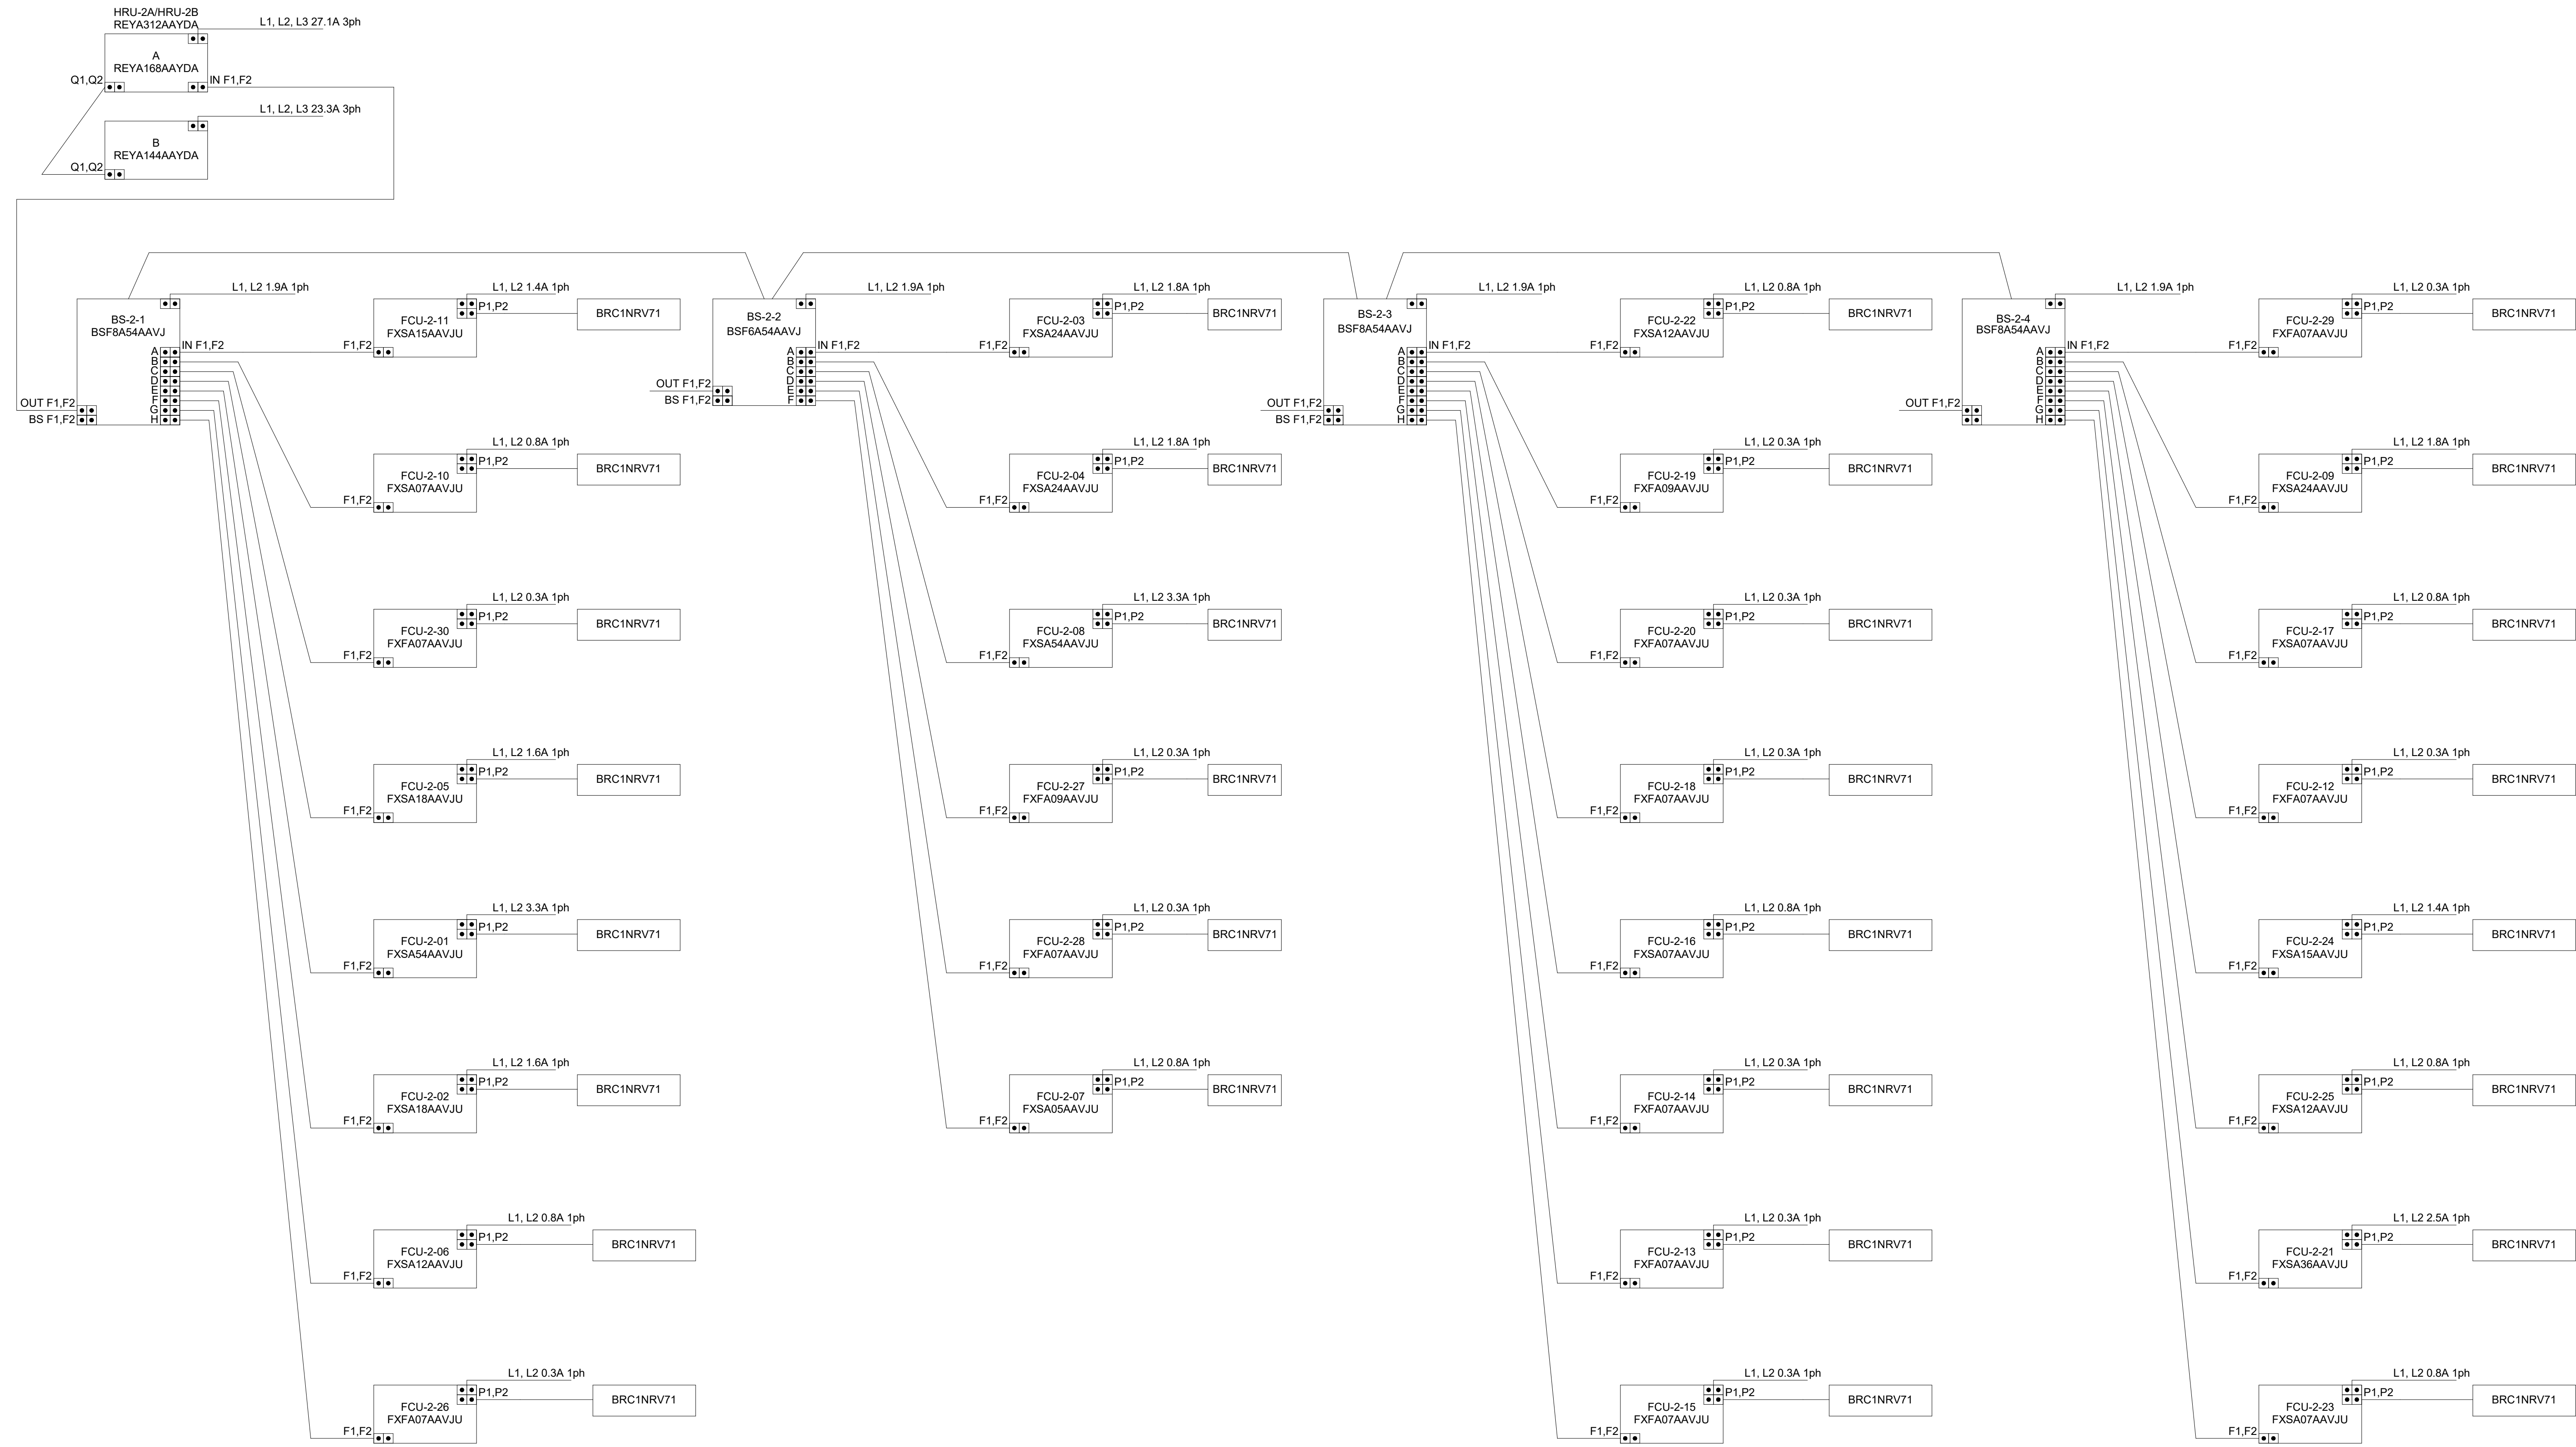 HRU-2A/HRU-2B
REYA312AAYDA
L1, L2, L3 27.1A 3ph
A
REYA168AAYDA
Q1,Q2
IN F1,F2
L1, L2, L3 23.3A 3ph
B
REYA144AAYDA
Q1,Q2
L1, L2 1.9A 1ph
BS-2-1
BSF8A54AAVJ
IN F1,F2
A
B
C
D
E
F
G
H
OUT F1,F2
BS F1,F2
L1, L2 1.4A 1ph
P1,P2
FCU-2-11
FXSA15AAVJU
F1,F2
BRC1NRV71
L1, L2 0.8A 1ph
P1,P2
FCU-2-10
FXSA07AAVJU
F1,F2
BRC1NRV71
L1, L2 0.3A 1ph
P1,P2
FCU-2-30
FXFA07AAVJU
F1,F2
BRC1NRV71
L1, L2 1.6A 1ph
P1,P2
FCU-2-05
FXSA18AAVJU
F1,F2
BRC1NRV71
L1, L2 3.3A 1ph
P1,P2
FCU-2-01
FXSA54AAVJU
F1,F2
BRC1NRV71
L1, L2 1.6A 1ph
P1,P2
FCU-2-02
FXSA18AAVJU
F1,F2
BRC1NRV71
L1, L2 0.8A 1ph
P1,P2
FCU-2-06
FXSA12AAVJU
F1,F2
BRC1NRV71
L1, L2 0.3A 1ph
P1,P2
FCU-2-26
FXFA07AAVJU
F1,F2
BRC1NRV71
L1, L2 1.9A 1ph
BS-2-2
BSF6A54AAVJ
IN F1,F2
A
B
C
D
E
F
OUT F1,F2
BS F1,F2
L1, L2 1.8A 1ph
P1,P2
FCU-2-03
FXSA24AAVJU
F1,F2
BRC1NRV71
L1, L2 1.8A 1ph
P1,P2
FCU-2-04
FXSA24AAVJU
F1,F2
BRC1NRV71
L1, L2 3.3A 1ph
P1,P2
FCU-2-08
FXSA54AAVJU
F1,F2
BRC1NRV71
L1, L2 0.3A 1ph
P1,P2
FCU-2-27
FXFA09AAVJU
F1,F2
BRC1NRV71
L1, L2 0.3A 1ph
P1,P2
FCU-2-28
FXFA07AAVJU
F1,F2
BRC1NRV71
L1, L2 0.8A 1ph
P1,P2
FCU-2-07
FXSA05AAVJU
F1,F2
BRC1NRV71
L1, L2 1.9A 1ph
BS-2-3
BSF8A54AAVJ
IN F1,F2
A
B
C
D
E
F
G
H
OUT F1,F2
BS F1,F2
L1, L2 0.8A 1ph
P1,P2
FCU-2-22
FXSA12AAVJU
F1,F2
BRC1NRV71
L1, L2 0.3A 1ph
P1,P2
FCU-2-19
FXFA09AAVJU
F1,F2
BRC1NRV71
L1, L2 0.3A 1ph
P1,P2
FCU-2-20
FXFA07AAVJU
F1,F2
BRC1NRV71
L1, L2 0.3A 1ph
P1,P2
FCU-2-18
FXFA07AAVJU
F1,F2
BRC1NRV71
L1, L2 0.8A 1ph
P1,P2
FCU-2-16
FXSA07AAVJU
F1,F2
BRC1NRV71
L1, L2 0.3A 1ph
P1,P2
FCU-2-14
FXFA07AAVJU
F1,F2
BRC1NRV71
L1, L2 0.3A 1ph
P1,P2
FCU-2-13
FXFA07AAVJU
F1,F2
BRC1NRV71
L1, L2 0.3A 1ph
P1,P2
FCU-2-15
FXFA07AAVJU
F1,F2
BRC1NRV71
L1, L2 1.9A 1ph
BS-2-4
BSF8A54AAVJ
IN F1,F2
A
B
C
D
E
F
G
H
OUT F1,F2
L1, L2 0.3A 1ph
P1,P2
FCU-2-29
FXFA07AAVJU
F1,F2
BRC1NRV71
L1, L2 1.8A 1ph
P1,P2
FCU-2-09
FXSA24AAVJU
F1,F2
BRC1NRV71
L1, L2 0.8A 1ph
P1,P2
FCU-2-17
FXSA07AAVJU
F1,F2
BRC1NRV71
L1, L2 0.3A 1ph
P1,P2
FCU-2-12
FXFA07AAVJU
F1,F2
BRC1NRV71
L1, L2 1.4A 1ph
P1,P2
FCU-2-24
FXSA15AAVJU
F1,F2
BRC1NRV71
L1, L2 0.8A 1ph
P1,P2
FCU-2-25
FXSA12AAVJU
F1,F2
BRC1NRV71
L1, L2 2.5A 1ph
P1,P2
FCU-2-21
FXSA36AAVJU
F1,F2
BRC1NRV71
L1, L2 0.8A 1ph
P1,P2
FCU-2-23
FXSA07AAVJU
F1,F2
BRC1NRV71